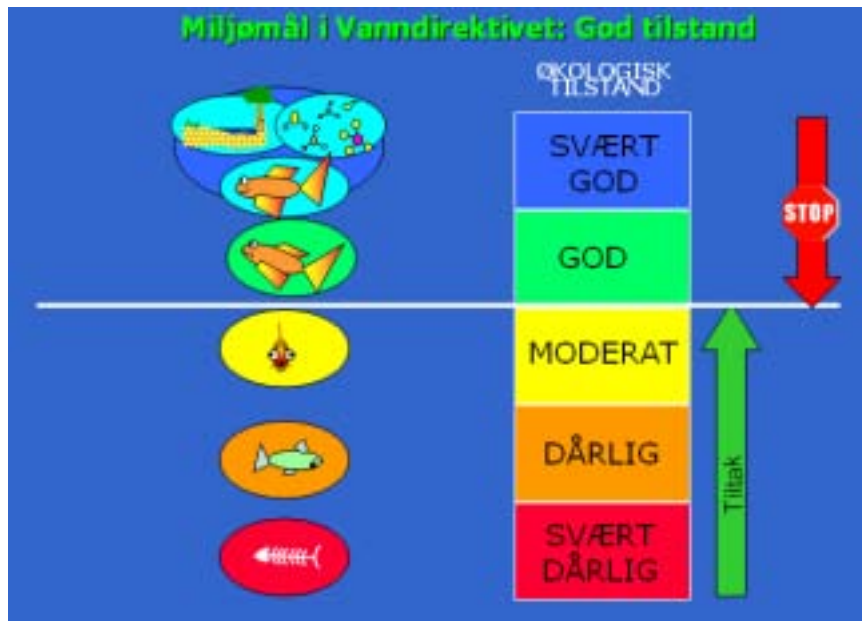 Miljømål i Vanndirektivet: God tilstand
ØKOLOGISK
TILSTAND
SVÆRT
GOD
STOP
GOD
MODERAT
DÅRLIG
Tiltak
SVÆRT
DÅRLIG